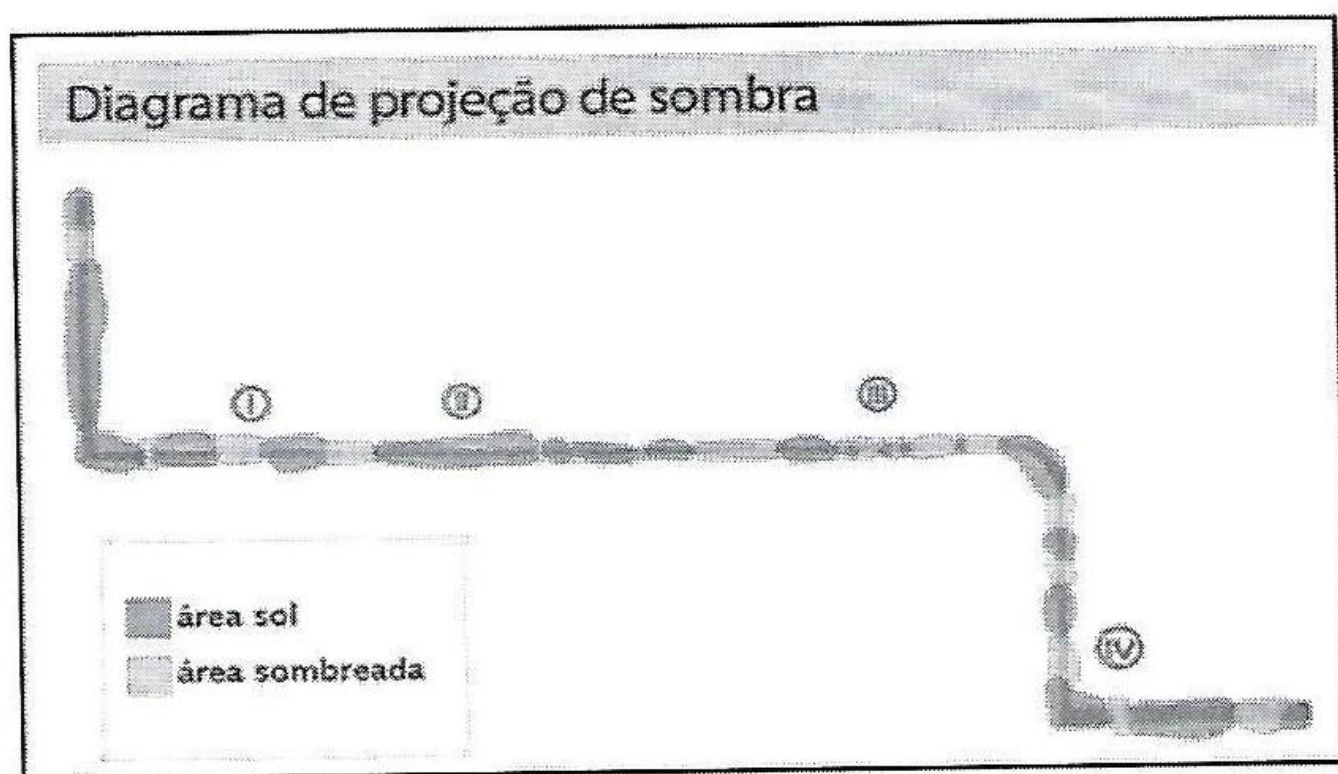 Diagrama de projeção de sombra
I
II
III
IV
área sol
área sombreada